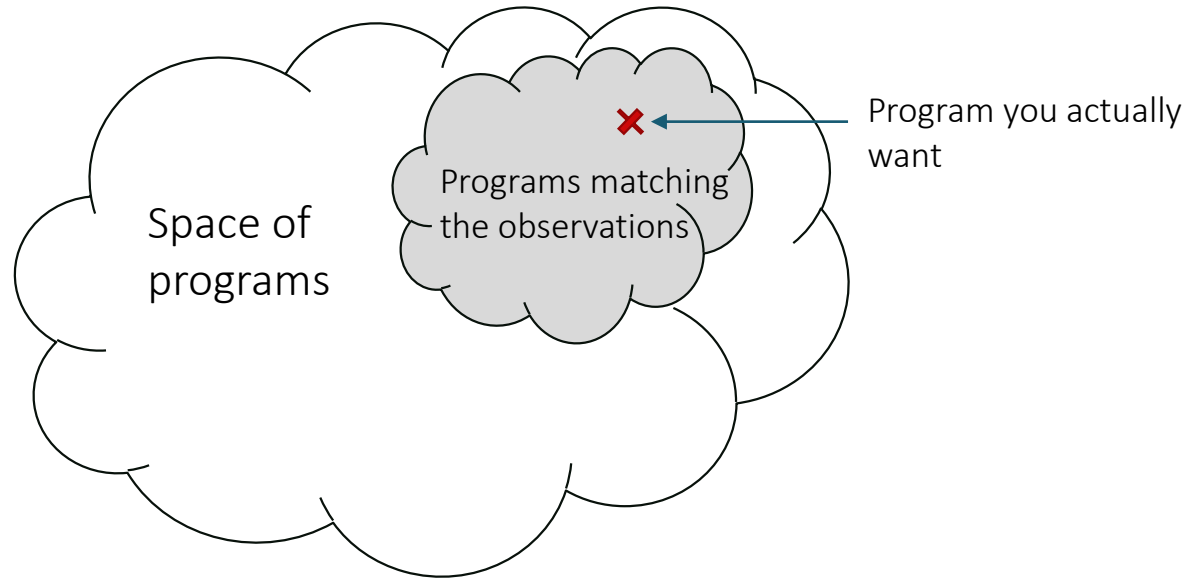 Program you actually
want
Programs matching
the observations
Space of
programs